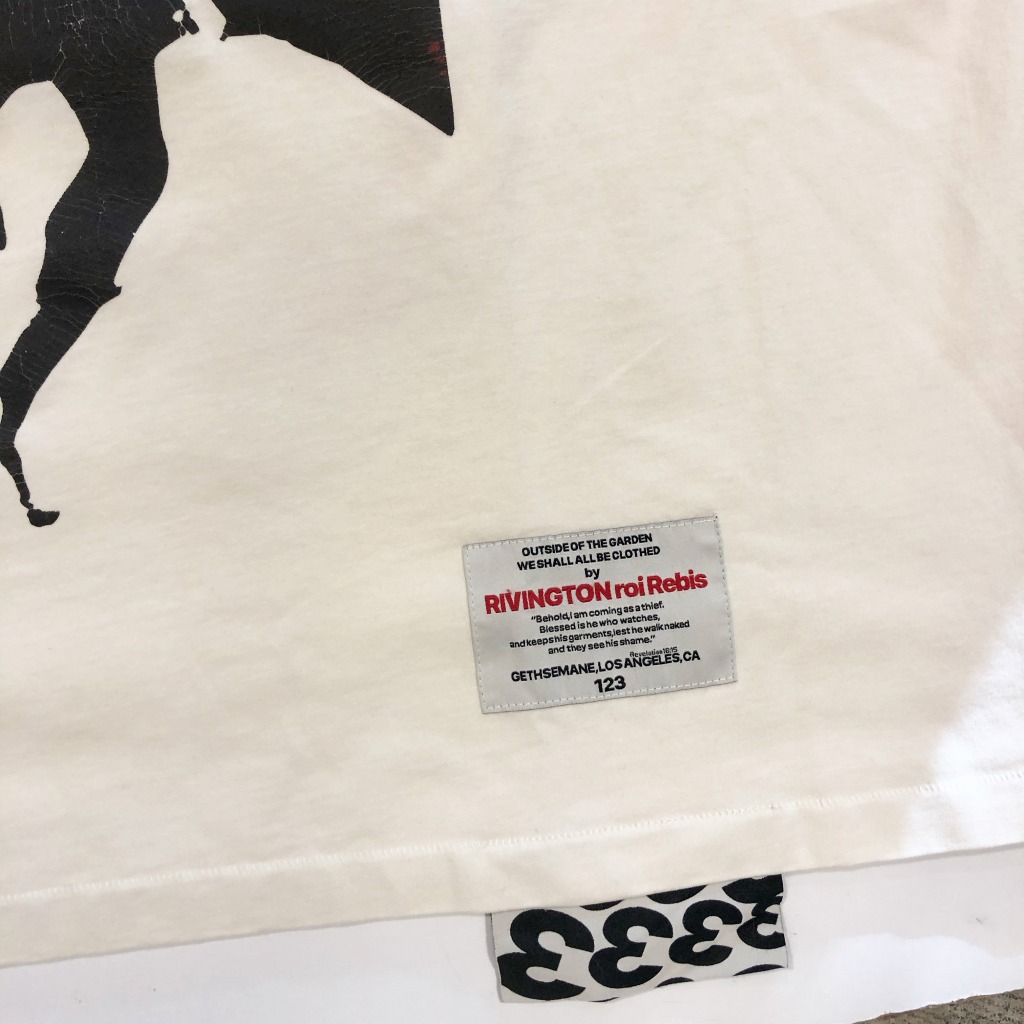 OUTSIDE OF THE GARDEN
WE SHALL ALL BE CLOTHED
by
RIVINGTON roi Rebis
"Behold,I am coming as a thief.
Blessed is he who watches,
and keeps his garments,lest he walk naked
and they see his shame."
Revelation 16:15
GETHSEMANE,LOS ANGELES,CA
123
3333